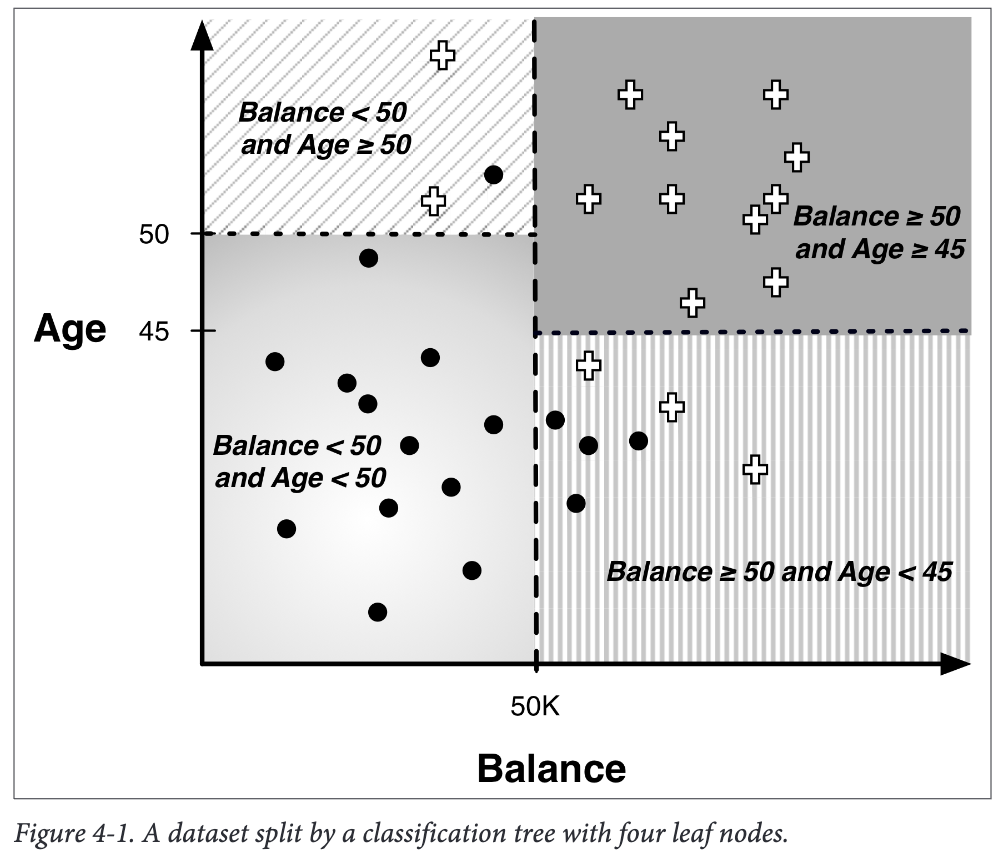 Balance < 50
and Age ≥ 50
Balance ≥ 50
and Age ≥ 45
50
Age
45
Balance < 50
and Age < 50
Balance ≥ 50 and Age < 45
50K
Balance
Figure 4-1. A dataset split by a classification tree with four leaf nodes.